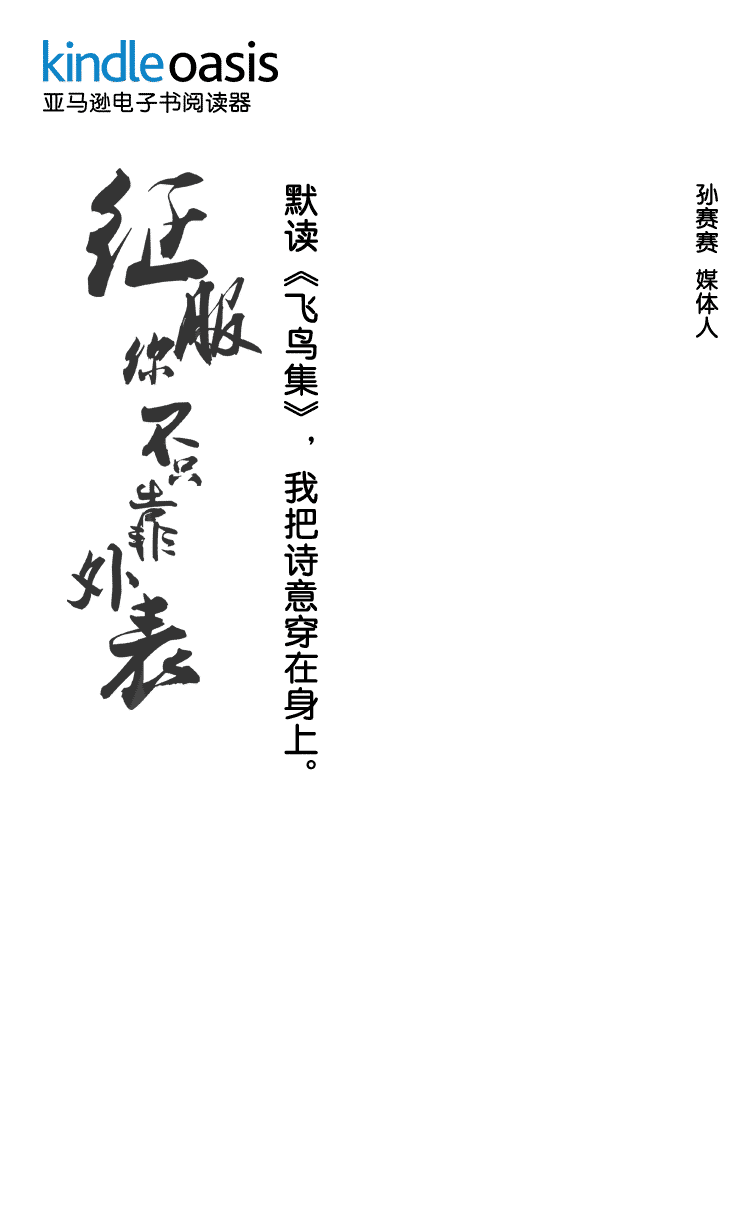 kindle oasis
亚马逊电子书阅读器
征服你不只靠外表
默读《飞鸟集》，我把诗意穿在身上。
孙赛赛 媒体人